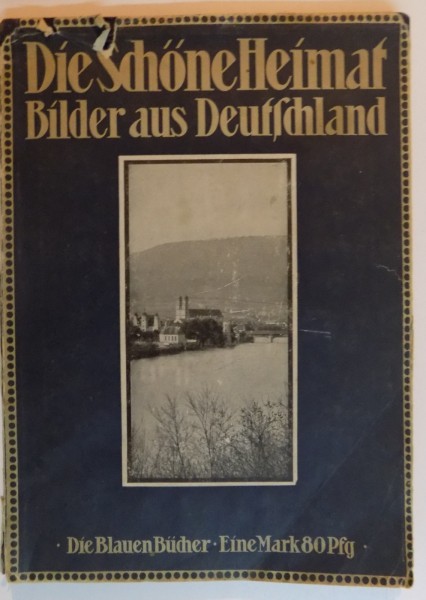 Die Schöne Heimat
Bilder aus Deutſchland
· Die Blauen Bücher · Eine Mark 80 Pfg ·